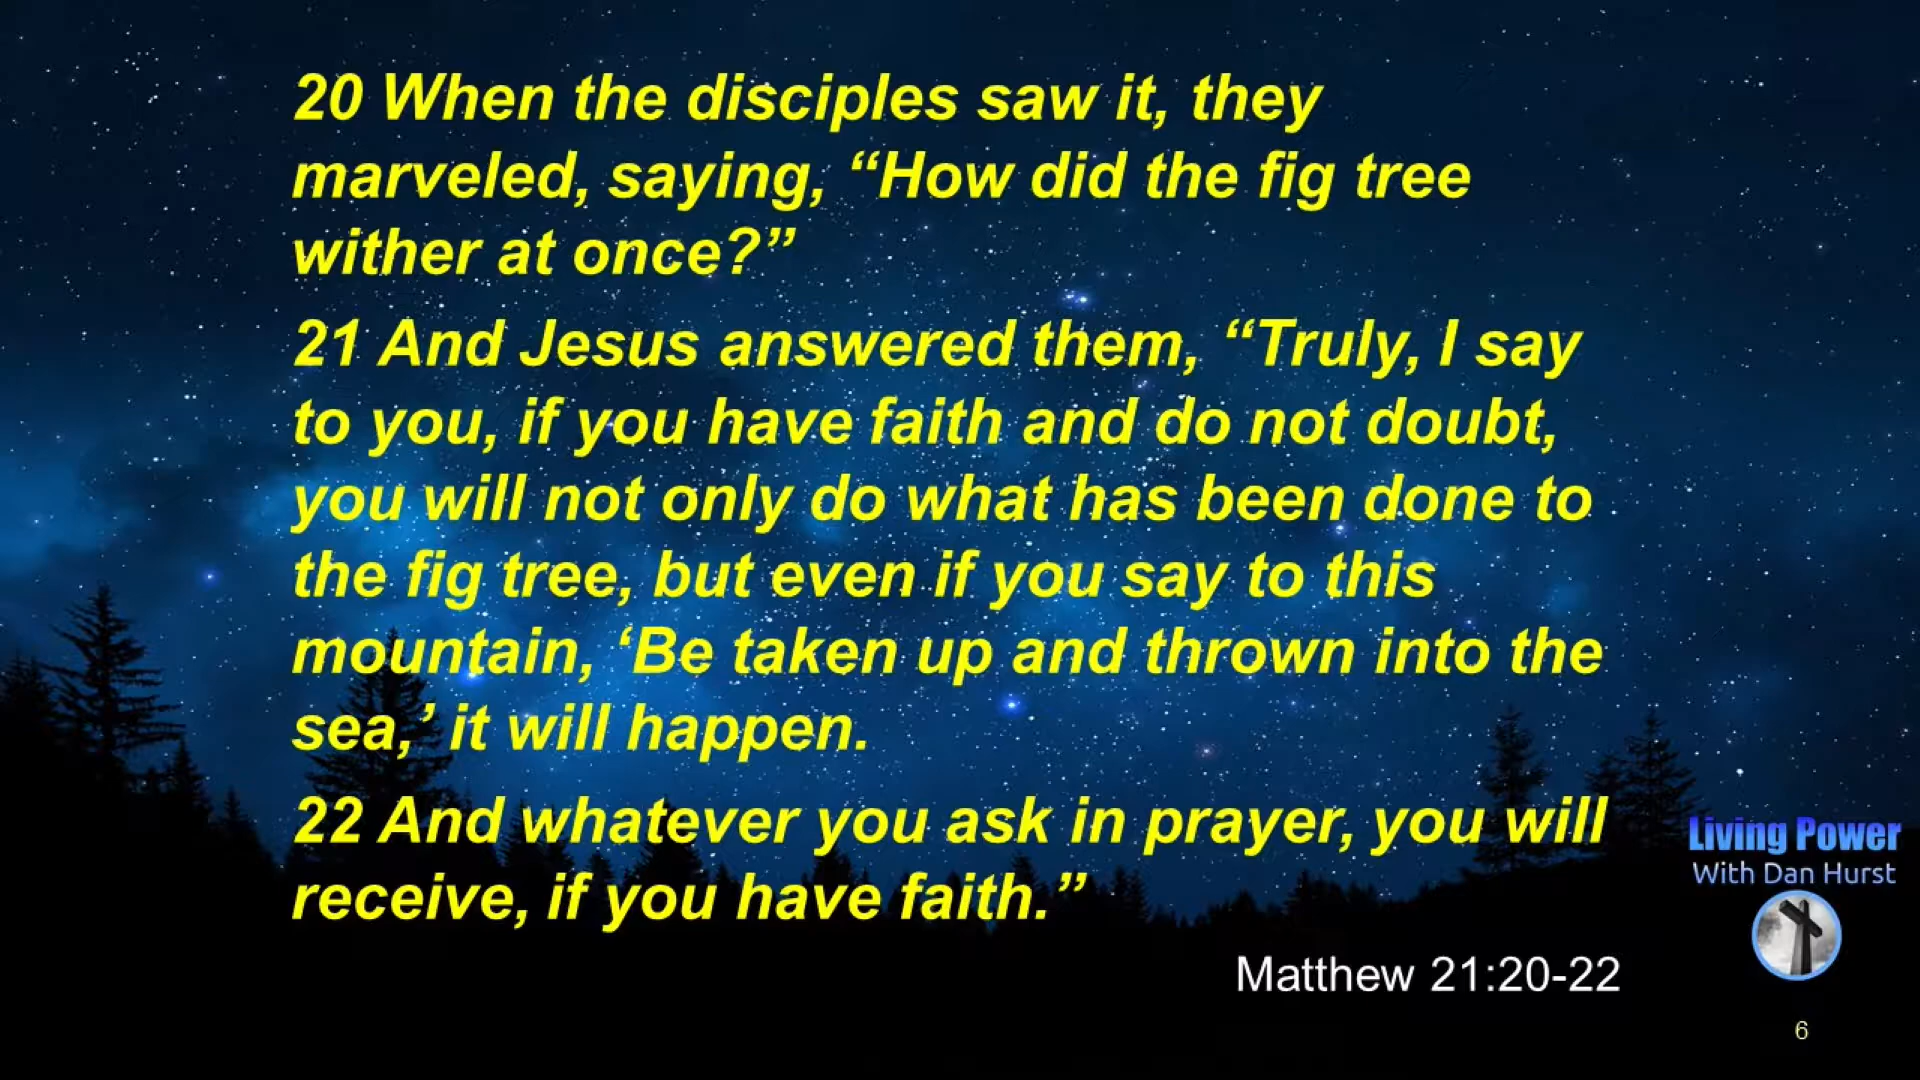 20 When the disciples saw it, they
marveled, saying, “How did the fig tree
wither at once?”
21 And Jesus answered them, “Truly, I say
to you, if you have faith and do not doubt,
you will not only do what has been done to
the fig tree, but even if you say to this
mountain, ‘Be taken up and thrown into the
sea,’ it will happen.
22 And whatever you ask in prayer, you will
receive, if you have faith.”
Matthew 21:20-22
Living Power
With Dan Hurst
6